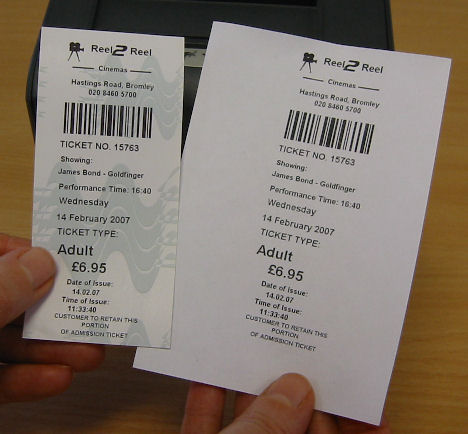 Reel2Reel
Cinemas
Hastings Road, Bromley
020 8460 5700
TICKET NO. 15763
Showing:
James Bond - Goldfinger
Performance Time: 16:40
Wednesday
14 February 2007
TICKET TYPE:
Adult
£6.95
Date of Issue:
14.02.07
Time of Issue:
11:33:40
CUSTOMER TO RETAIN THIS
PORTION
OF ADMISSION TICKET
Reel2Reel
Cinemas
Hastings Road, Bromley
020 8460 5700
TICKET NO. 15763
Showing:
James Bond - Goldfinger
Performance Time: 16:40
Wednesday
14 February 2007
TICKET TYPE:
Adult
£6.95
Date of Issue:
14.02.07
Time of Issue:
11:33:40
CUSTOMER TO RETAIN THIS
PORTION
OF ADMISSION TICKET